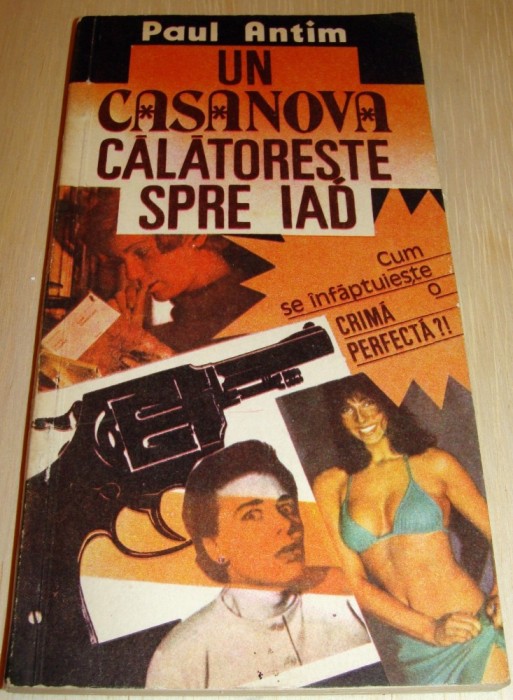 Paul Antim
UN
CASANOVA
CĂLĂTOREȘTE
SPRE IAD
Cum
se înfăptuiește
o
CRIMĂ
PERFECTĂ?!